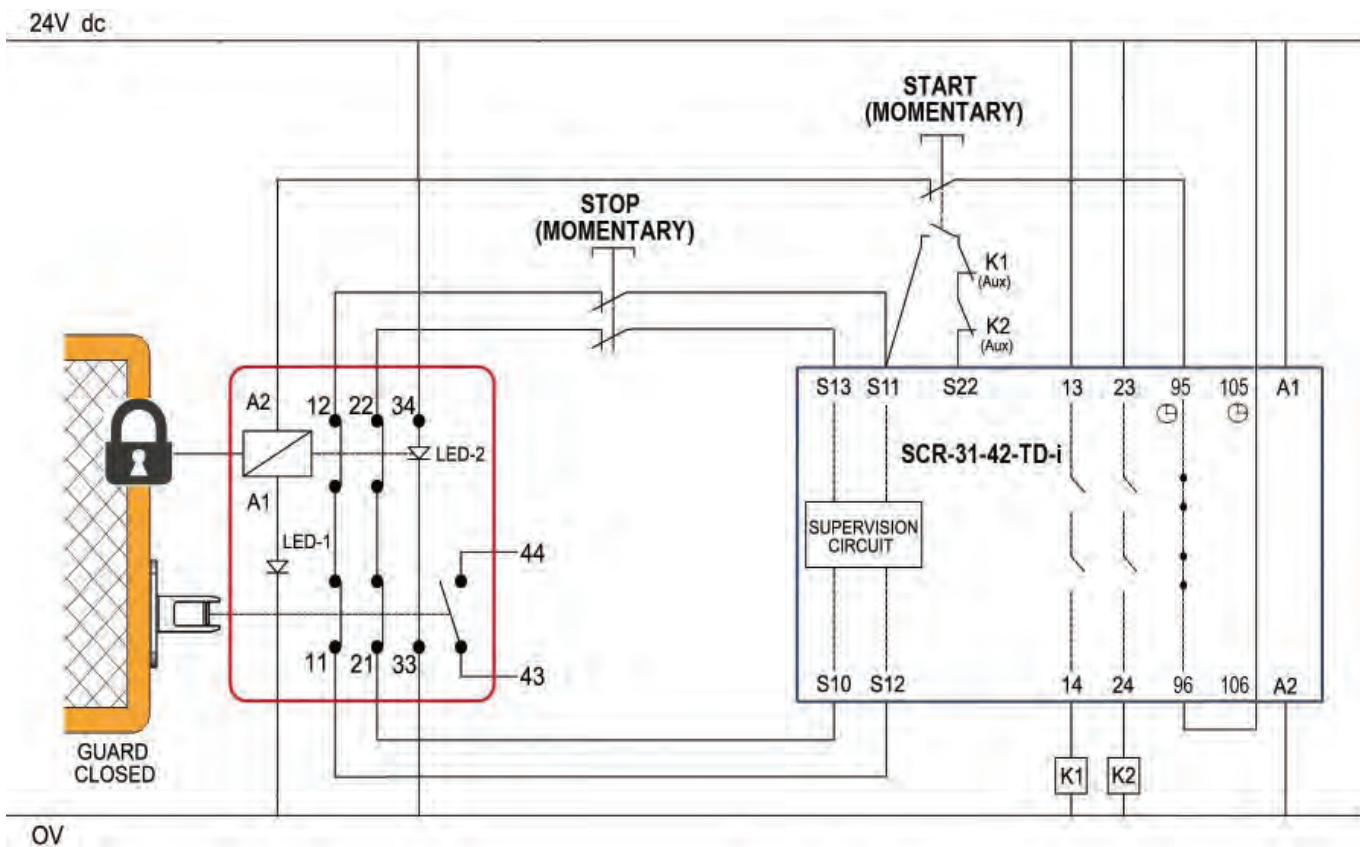 24V dc
START
(MOMENTARY)
STOP
(MOMENTARY)
K1
(Aux)
K2
(Aux)
A2 12 22 34
S13 S11 S22 13 23 95 105 A1
LED-2
SCR-31-42-TD-i
A1
SUPERVISION
CIRCUIT
LED-1
44
11 21 33
43
S10 S12 14 24 96 106 A2
GUARD
CLOSED
K1 K2
OV